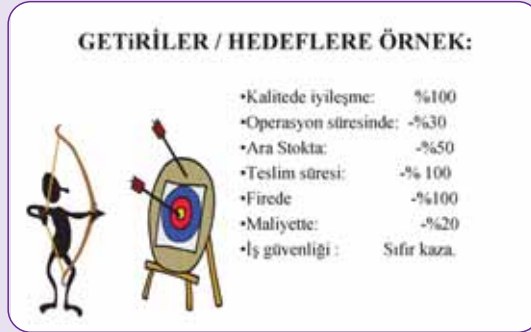 GETiRİLER / HEDEFLERE ÖRNEK:
•Kalitede iyileşme: %100
•Operasyon süresinde: -%30
•Ara Stokta: -%50
•Teslim süresi: -% 100
•Firede -%100
•Maliyette: -%20
•İş güvenliği : Sıfır kaza.